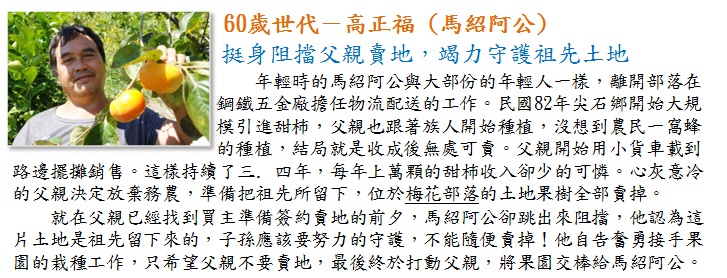 60歲世代－高正福（馬紹阿公）
挺身阻擋父親賣地，竭力守護祖先土地
年輕時的馬紹阿公與大部份的年輕人一樣，離開部落在
鋼鐵五金廠擔任物流配送的工作。民國82年尖石鄉開始大規
模引進甜柿，父親也跟著族人開始種植，沒想到農民一窩蜂
的種植，結局就是收成後無處可賣。父親開始用小貨車載到
路邊擺攤銷售。這樣持續了三．四年，每年上萬顆的甜柿收入卻少的可憐。心灰意冷
的父親決定放棄務農，準備把祖先所留下，位於梅花部落的土地果樹全部賣掉。
就在父親已經找到買主準備簽約賣地的前夕，馬紹阿公卻跳出來阻擋，他認為這
片土地是祖先留下來的，子孫應該要努力的守護，不能隨便賣掉！他自告奮勇接手果
園的栽種工作，只希望父親不要賣地，最後終於打動父親，將果園交棒給馬紹阿公。